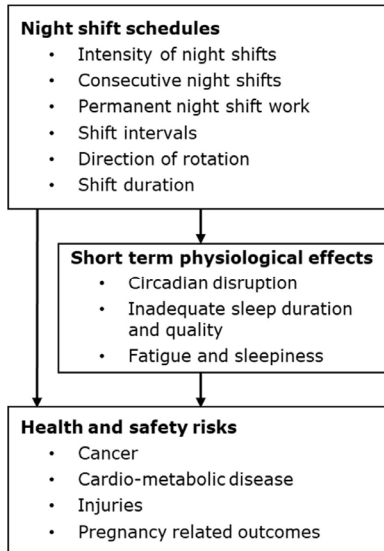 Night shift schedules
• Intensity of night shifts
• Consecutive night shifts
• Permanent night shift work
• Shift intervals
• Direction of rotation
• Shift duration
Short term physiological effects
• Circadian disruption
• Inadequate sleep duration
and quality
• Fatigue and sleepiness
Health and safety risks
• Cancer
• Cardio-metabolic disease
• Injuries
• Pregnancy related outcomes